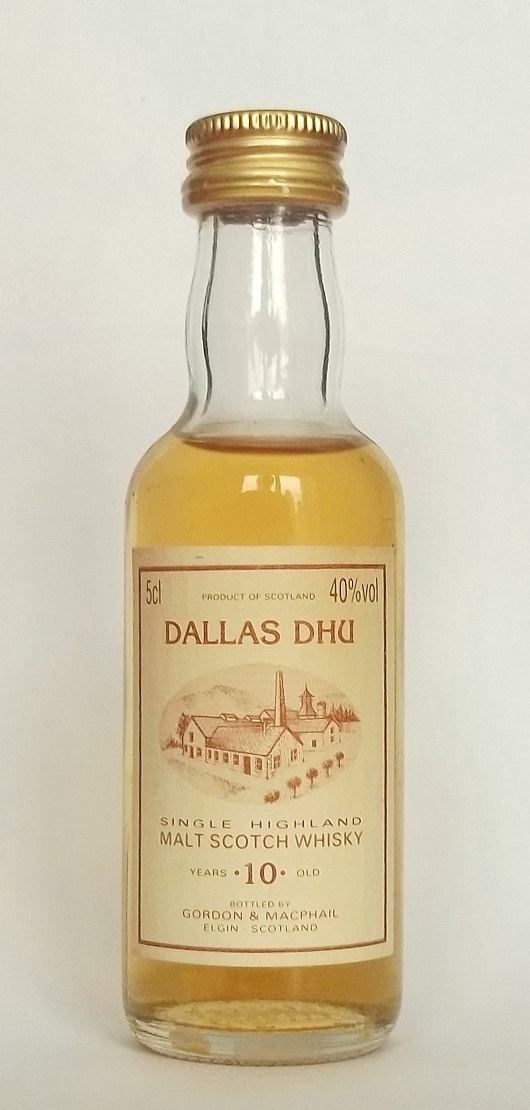 5cl PRODUCT OF SCOTLAND 40%vol
DALLAS DHU
SINGLE HIGHLAND
MALT SCOTCH WHISKY
YEARS • 10 • OLD
BOTTLED BY
GORDON & MACPHAIL
ELGIN - SCOTLAND